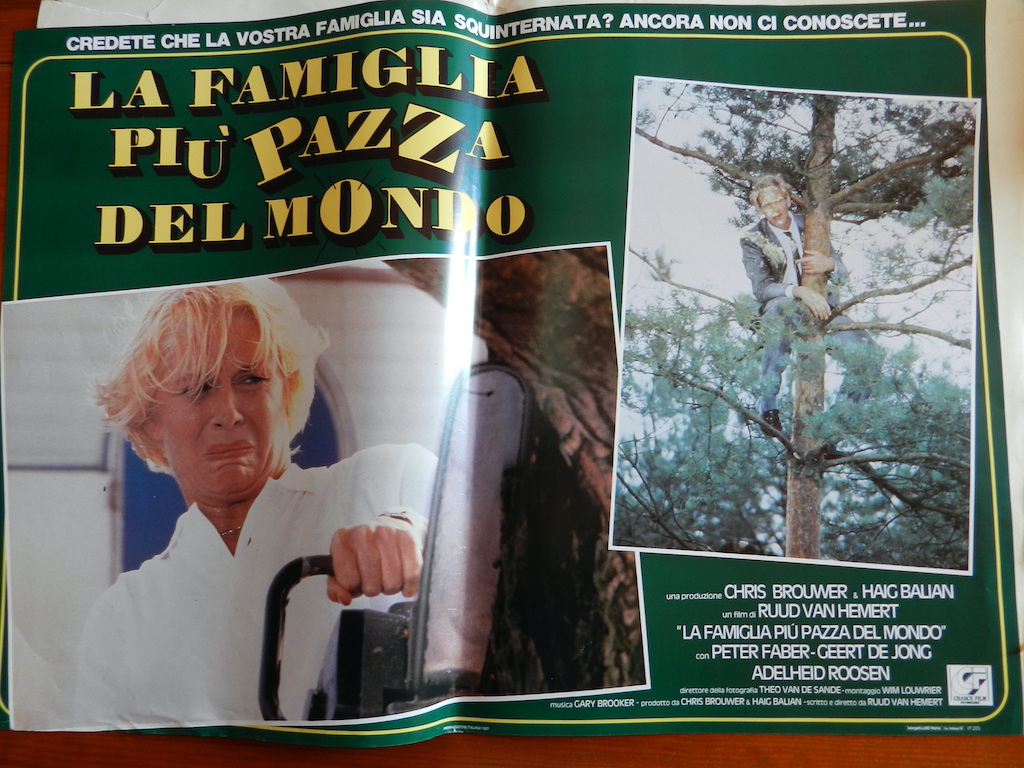 CREDETE CHE LA VOSTRA FAMIGLIA SIA SQUINTERNATA? ANCORA NON CI CONOSCETE...
LA FAMIGLIA
PIÙ PAZZA
DEL MONDO
una produzione CHRIS BROUWER & HAIG BALIAN
un film di RUUD VAN HEMERT
"LA FAMIGLIA PIÙ PAZZA DEL MONDO"
con PETER FABER - GEERT DE JONG
ADELHEID ROOSEN
direttore della fotografia THEO VAN DE SANDE - montaggio WIM LOUWRIER
musica GARY BROOKER - prodotto da CHRIS BROUWER & HAIG BALIAN - scritto e diretto da RUUD VAN HEMERT
CHANCE FILM